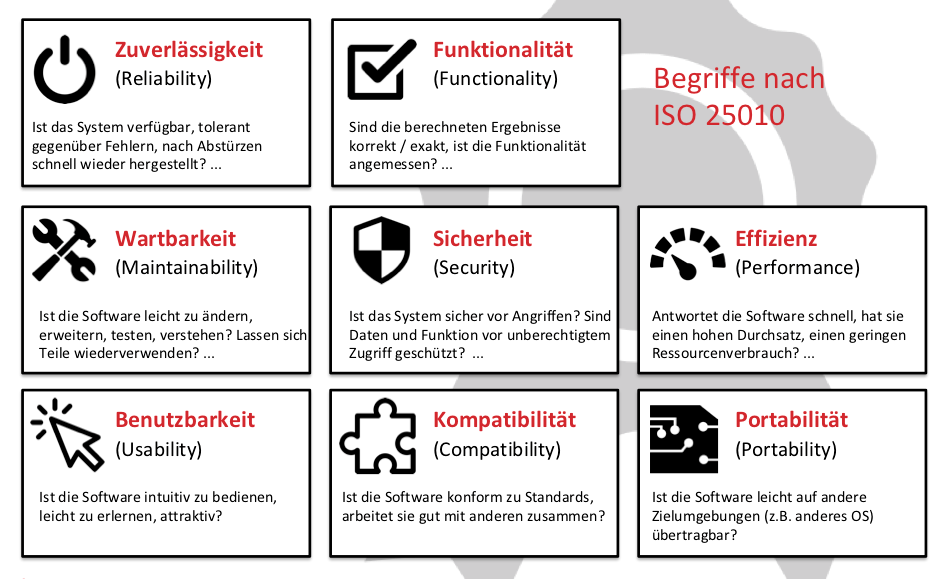 Zuverlässigkeit
(Reliability)
Ist das System verfügbar, tolerant
gegenüber Fehlern, nach Abstürzen
schnell wieder hergestellt? ...
Funktionalität
(Functionality)
Sind die berechneten Ergebnisse
korrekt / exakt, ist die Funktionalität
angemessen? ...
Begriffe nach
ISO 25010
Wartbarkeit
(Maintainability)
Ist die Software leicht zu ändern,
erweitern, testen, verstehen? Lassen sich
Teile wiederverwenden? ...
Sicherheit
(Security)
Ist das System sicher vor Angriffen? Sind
Daten und Funktion vor unberechtigtem
Zugriff geschützt? ...
Effizienz
(Performance)
Antwortet die Software schnell, hat sie
einen hohen Durchsatz, einen geringen
Ressourcenverbrauch? ...
Benutzbarkeit
(Usability)
Ist die Software intuitiv zu bedienen,
leicht zu erlernen, attraktiv?
Kompatibilität
(Compatibility)
Ist die Software konform zu Standards,
arbeitet sie gut mit anderen zusammen?
Portabilität
(Portability)
Ist die Software leicht auf andere
Zielumgebungen (z.B. anderes OS)
übertragbar?